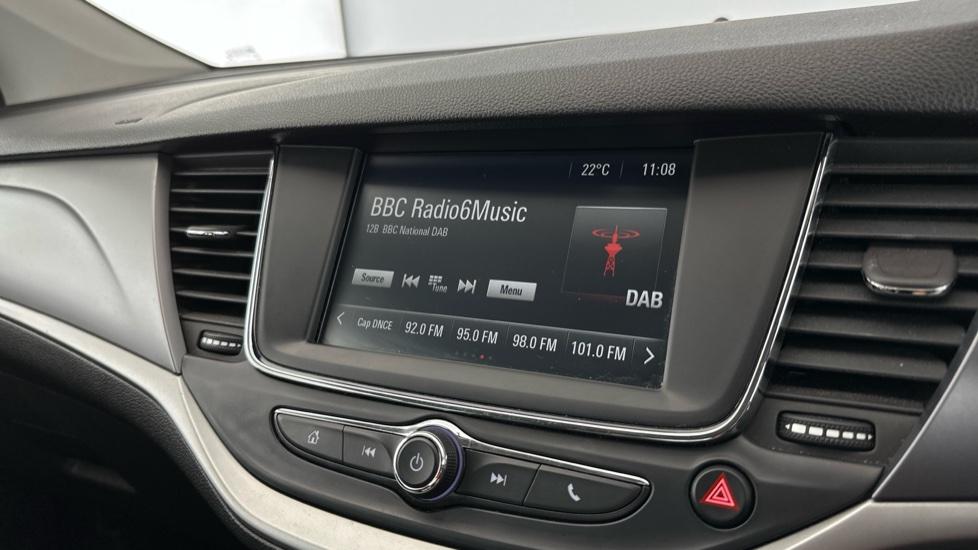 22°C 11:08
BBC Radio6Music
12B BBC National DAB
Source Tune Menu
DAB
Cap DNCE 92.0 FM 95.0 FM 98.0 FM 101.0 FM